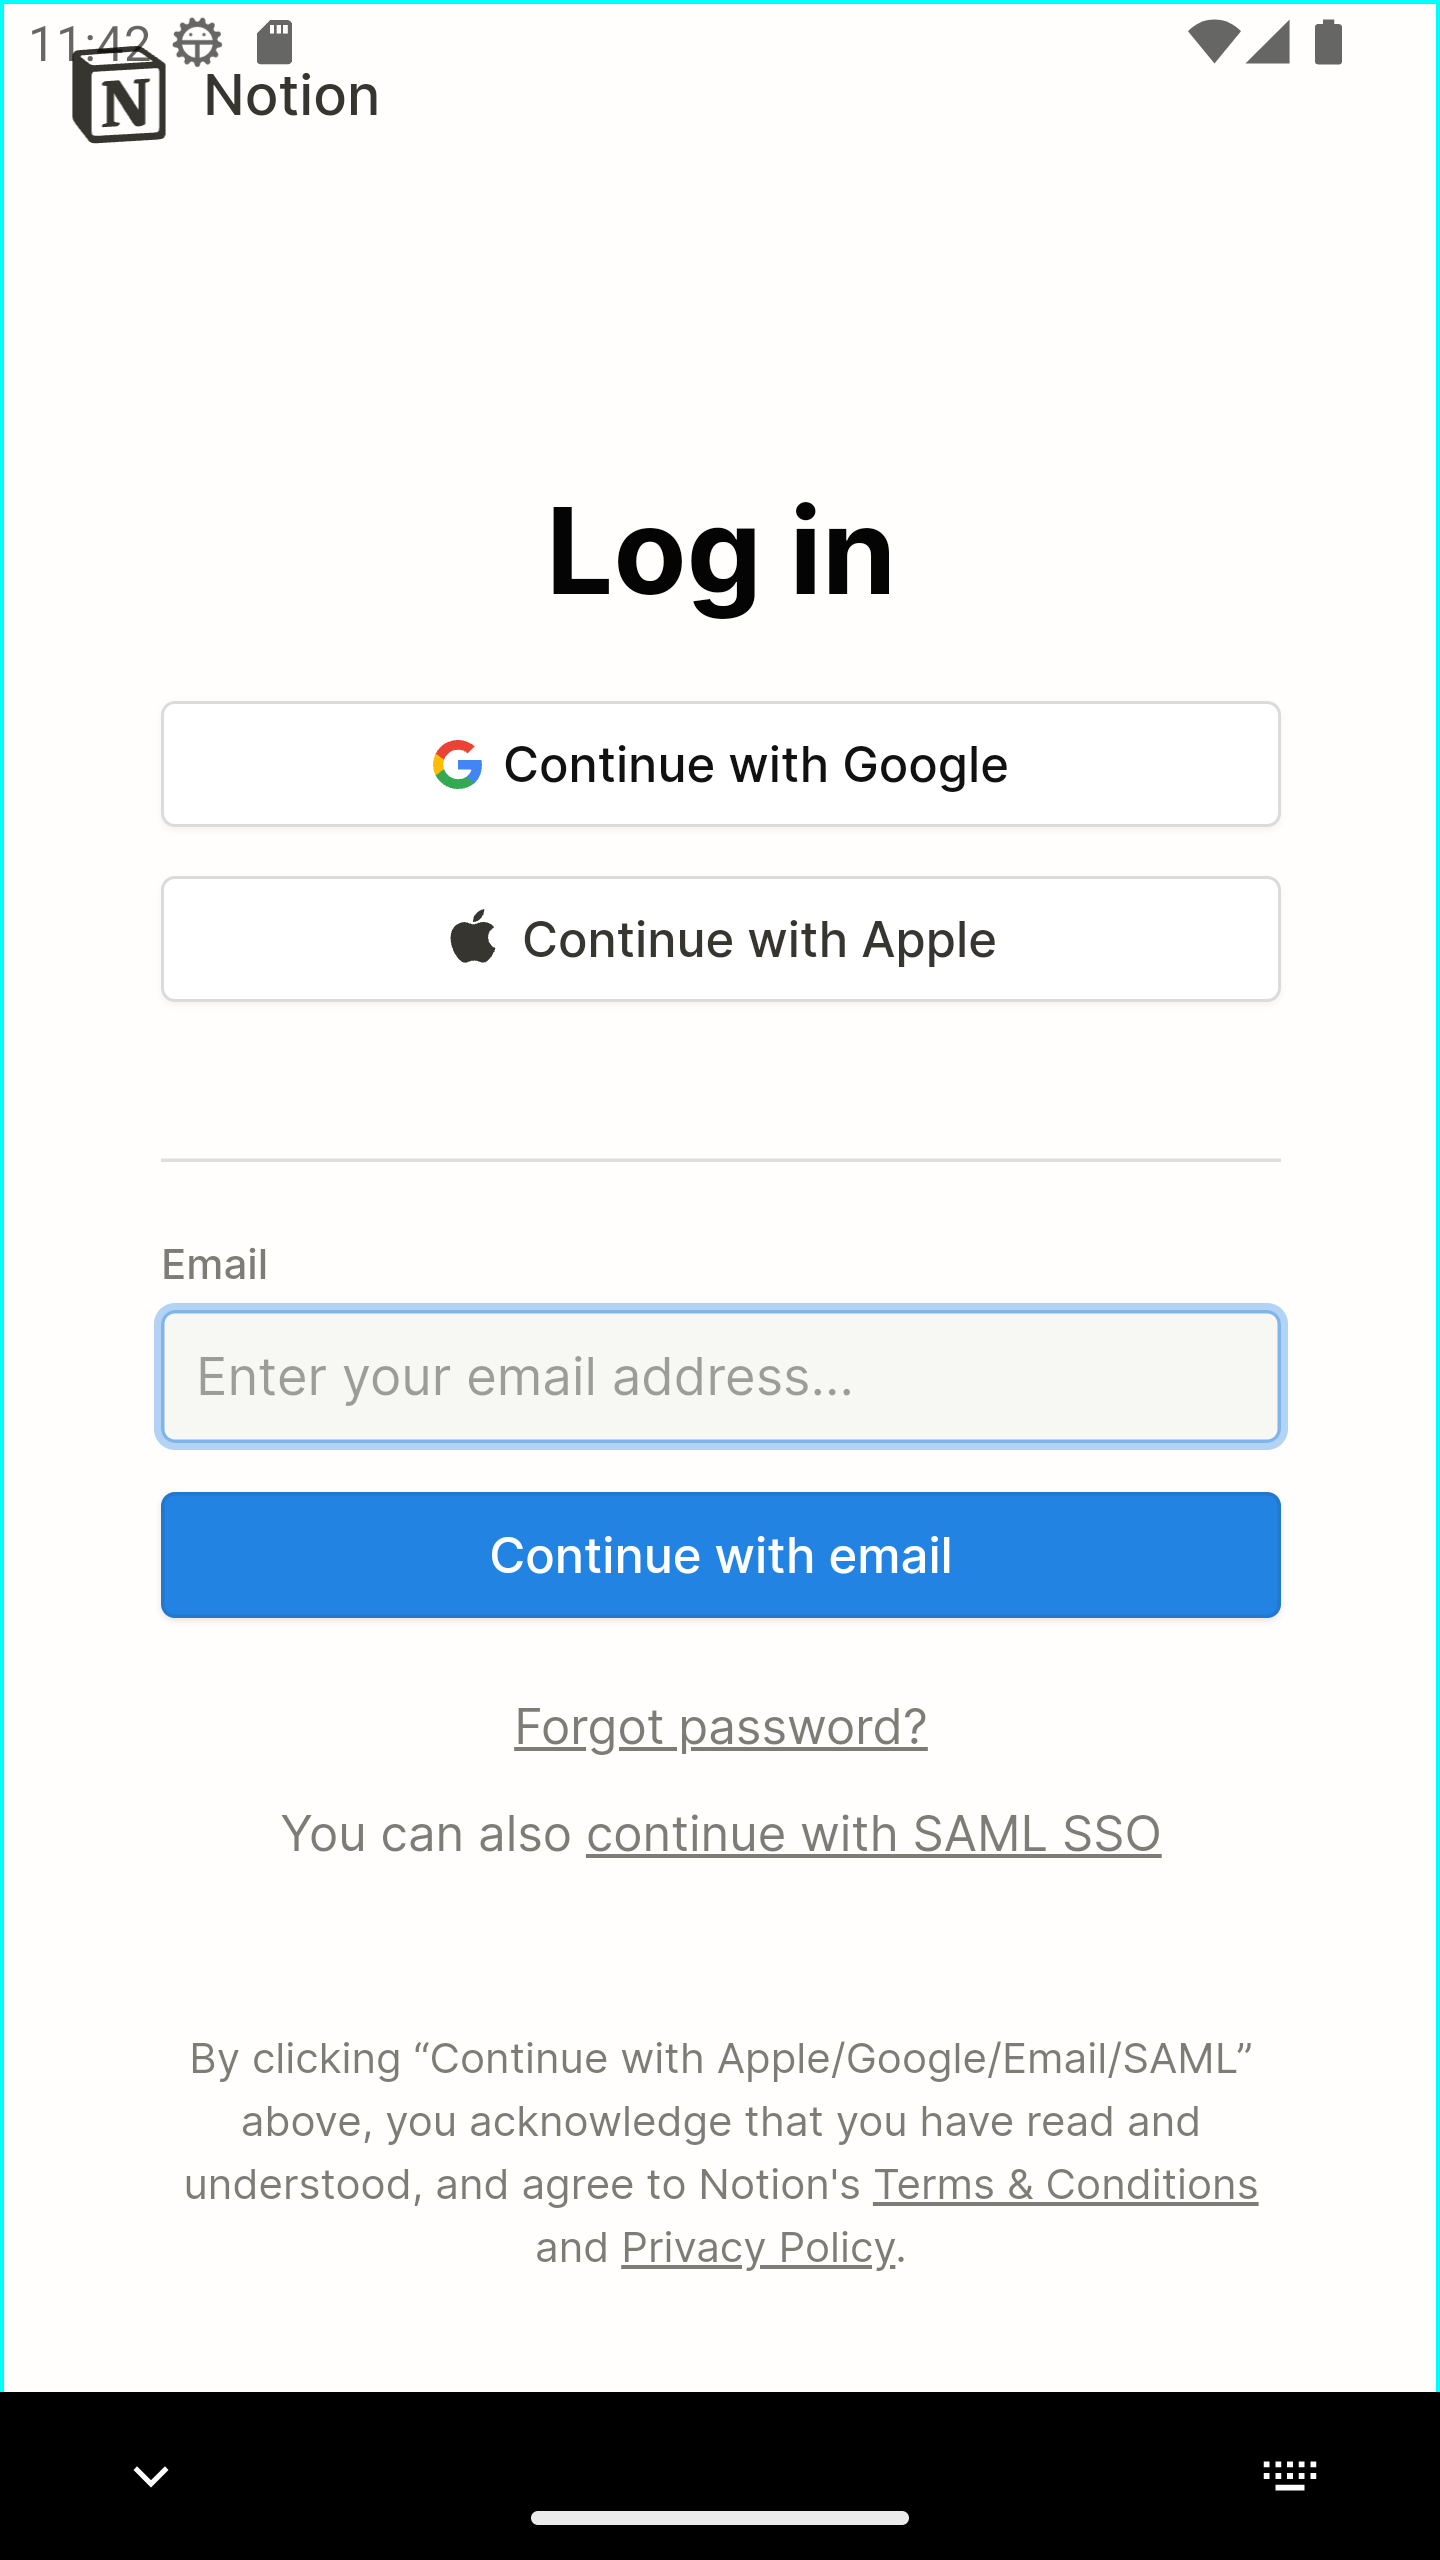 11:42
N Notion
Log in
Continue with Google
Continue with Apple
Email
Enter your email address...
Continue with email
Forgot password?
You can also continue with SAML SSO
By clicking “Continue with Apple/Google/Email/SAML”
above, you acknowledge that you have read and
understood, and agree to Notion's Terms & Conditions
and Privacy Policy.